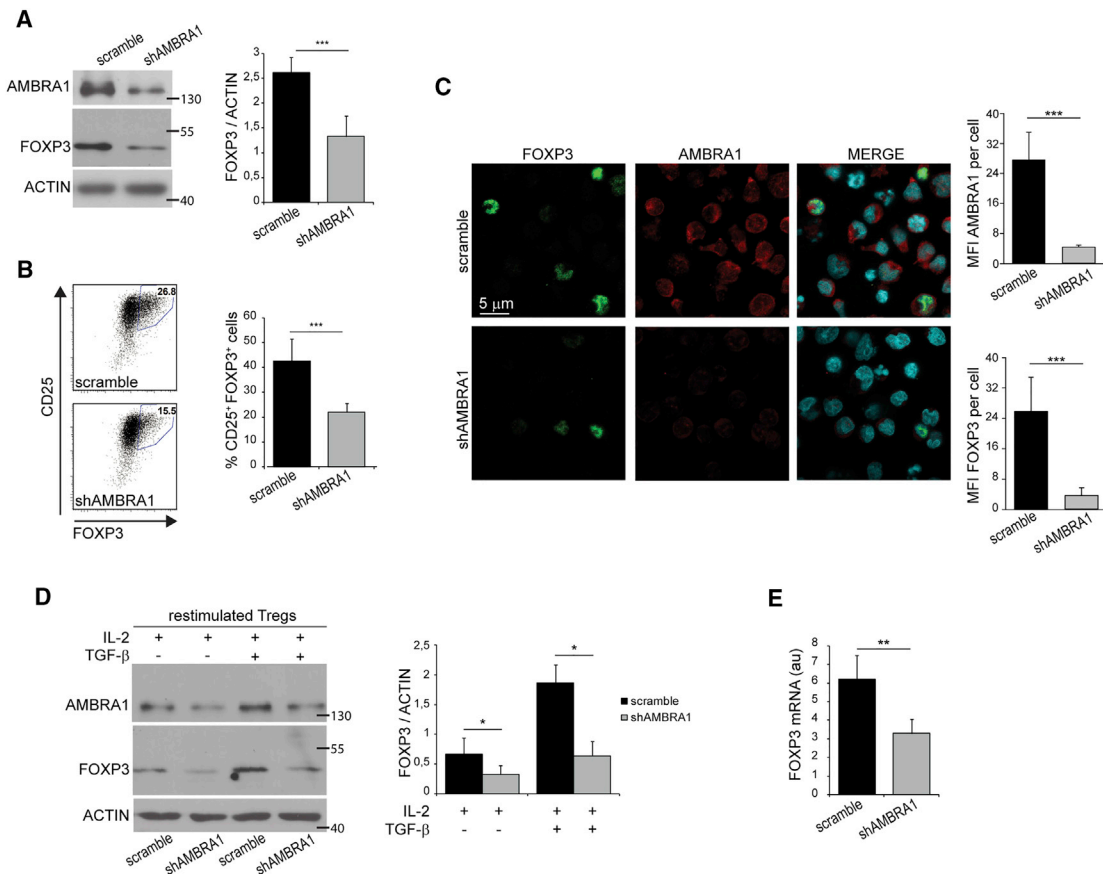 A
scramble
shAMBRA1
AMBRA1
130
55
FOXP3
ACTIN
40
FOXP3 / ACTIN
3
2,5
2
1,5
1
0,5
0
***
scramble
shAMBRA1
B
CD25
26.8
scramble
15.5
shAMBRA1
FOXP3
% CD25+ FOXP3+ cells
60
50
40
30
20
10
0
***
scramble
shAMBRA1
C
FOXP3
AMBRA1
MERGE
scramble
5 µm
shAMBRA1
MFI AMBRA1 per cell
40
32
24
16
8
0
***
scramble
shAMBRA1
MFI FOXP3 per cell
40
32
24
16
8
0
***
scramble
shAMBRA1
D
restimulated Tregs
IL-2 + + + +
TGF-β - - + +
AMBRA1
130
55
FOXP3
ACTIN
40
scramble
shAMBRA1
scramble
shAMBRA1
FOXP3 / ACTIN
2,5
2
1,5
1
0,5
0
*
*
scramble
shAMBRA1
IL-2 + + + +
TGF-β - - + +
E
FOXP3 mRNA (au)
8
7
6
5
4
3
2
1
0
**
scramble
shAMBRA1